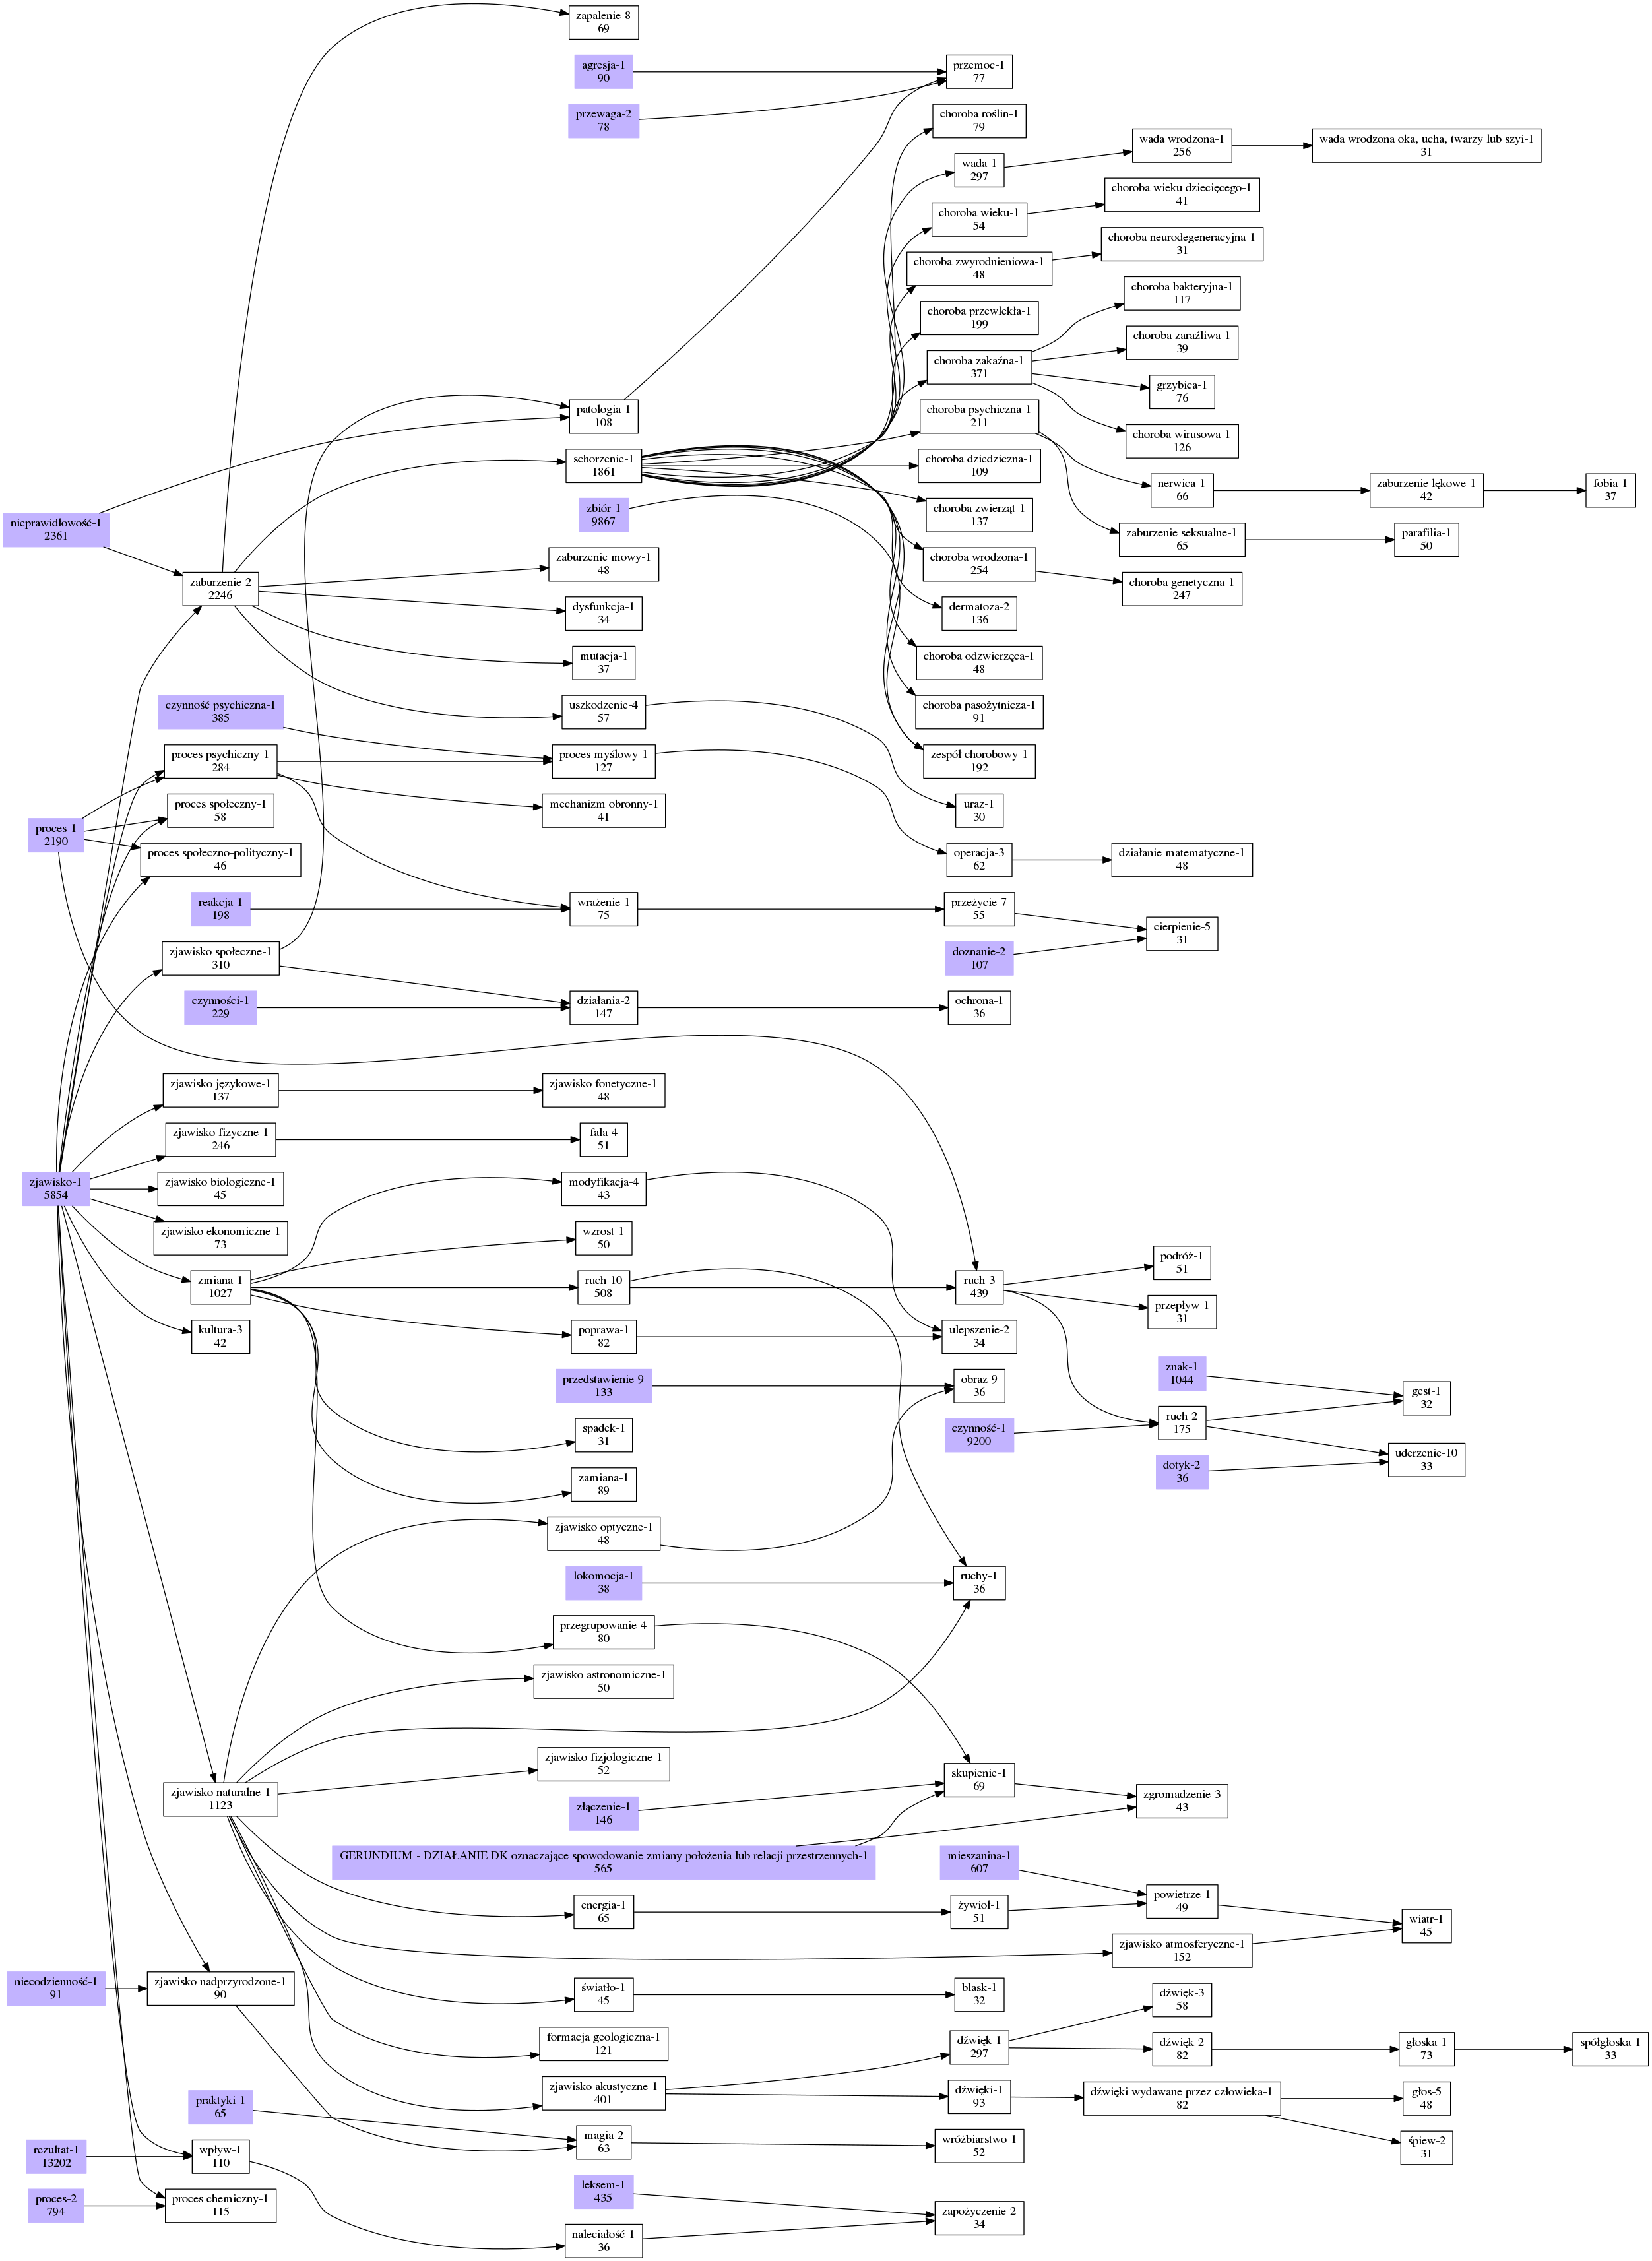 zapalenie-8
69
agresja-1
90
przemoc-1
77
przewaga-2
78
choroba roślin-1
79
wada-1
297
wada wrodzona-1
256
wada wrodzona oka, ucha, twarzy lub szyi-1
31
choroba wieku-1
54
choroba wieku dziecięcego-1
41
choroba zwyrodnieniowa-1
48
choroba neurodegeneracyjna-1
31
choroba przewlekła-1
199
choroba bakteryjna-1
117
choroba zakaźna-1
371
choroba zaraźliwa-1
39
grzybica-1
76
choroba wirusowa-1
126
patologia-1
108
choroba psychiczna-1
211
schorzenie-1
1861
choroba dziedziczna-1
109
nerwica-1
66
zaburzenie lękowe-1
42
fobia-1
37
zbiór-1
9867
choroba zwierząt-1
137
zaburzenie seksualne-1
65
parafilia-1
50
nieprawidłowość-1
2361
zaburzenie-2
2246
zaburzenie mowy-1
48
choroba wrodzona-1
254
choroba genetyczna-1
247
dysfunkcja-1
34
dermatoza-2
136
mutacja-1
37
choroba odzwierzęca-1
48
czynność psychiczna-1
385
uszkodzenie-4
57
choroba pasożytnicza-1
91
proces psychiczny-1
284
proces myślowy-1
127
zespół chorobowy-1
192
proces-1
2190
proces społeczny-1
58
mechanizm obronny-1
41
uraz-1
30
proces społeczno-polityczny-1
46
operacja-3
62
działanie matematyczne-1
48
reakcja-1
198
wrażenie-1
75
przeżycie-7
55
cierpienie-5
31
zjawisko społeczne-1
310
doznanie-2
107
czynności-1
229
działania-2
147
ochrona-1
36
zjawisko językowe-1
137
zjawisko fonetyczne-1
48
zjawisko fizyczne-1
246
fala-4
51
zjawisko-1
5854
zjawisko biologiczne-1
45
modyfikacja-4
43
zjawisko ekonomiczne-1
73
wzrost-1
50
podróż-1
51
zmiana-1
1027
ruch-10
508
ruch-3
439
przepływ-1
31
kultura-3
42
poprawa-1
82
ulepszenie-2
34
przedstawienie-9
133
obraz-9
36
znak-1
1044
gest-1
32
spadek-1
31
czynność-1
9200
ruch-2
175
uderzenie-10
33
zamiana-1
89
dotyk-2
36
zjawisko optyczne-1
48
lokomocja-1
38
ruchy-1
36
przegrupowanie-4
80
zjawisko astronomiczne-1
50
zjawisko fizjologiczne-1
52
skupienie-1
69
zjawisko naturalne-1
1123
złączenie-1
146
zgromadzenie-3
43
GERUNDIUM - DZIAŁANIE DK oznaczające spowodowanie zmiany położenia lub relacji przestrzennych-1
565
mieszanina-1
607
energia-1
65
żywioł-1
51
powietrze-1
49
wiatr-1
45
zjawisko atmosferyczne-1
152
niecodzienność-1
91
zjawisko nadprzyrodzone-1
90
światło-1
45
blask-1
32
dźwięk-3
58
formacja geologiczna-1
121
dźwięk-1
297
dźwięk-2
82
głoska-1
73
spółgłoska-1
33
zjawisko akustyczne-1
401
dźwięki-1
93
dźwięki wydawane przez człowieka-1
82
głos-5
48
praktyki-1
65
magia-2
63
wróżbiarstwo-1
52
śpiew-2
31
rezultat-1
13202
wpływ-1
110
leksem-1
435
proces-2
794
proces chemiczny-1
115
zapożyczenie-2
34
naleciałość-1
36